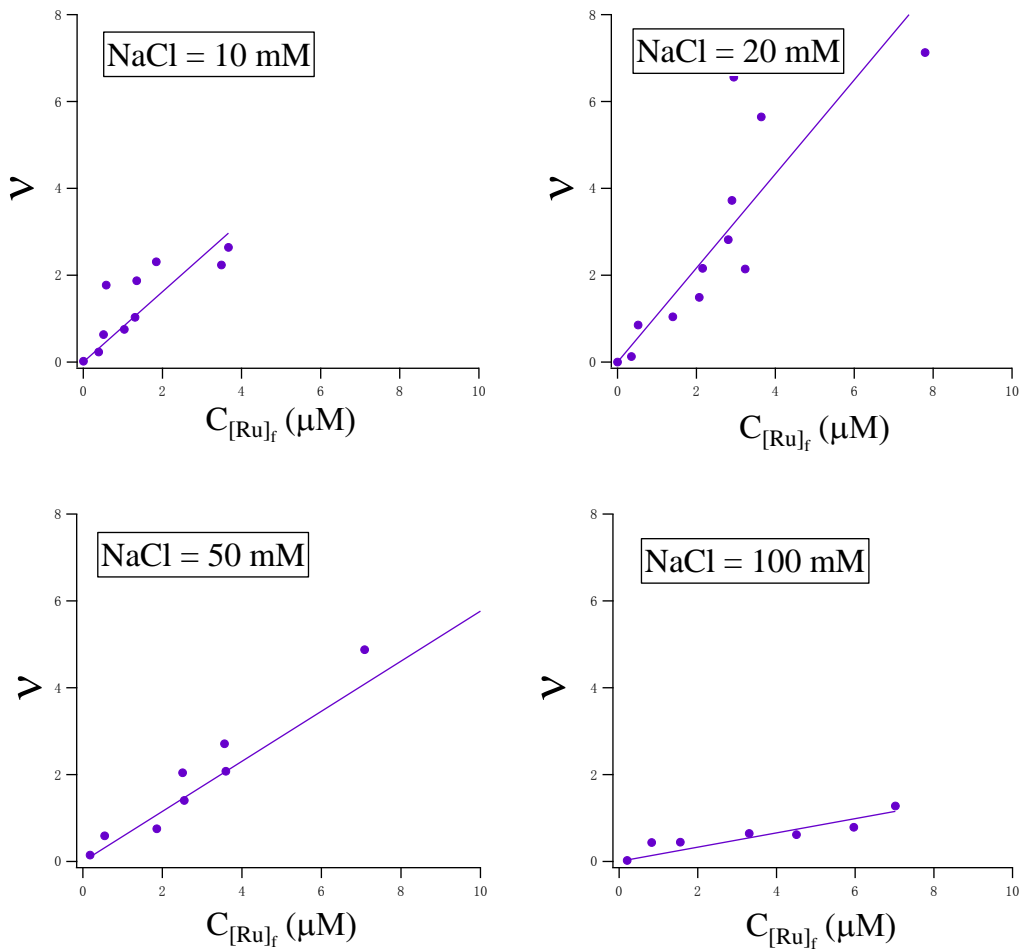 8
NaCl = 10 mM
6
4
ν
2
0
0 2 4 6 8 10
C[Ru]f (μM)
8
NaCl = 20 mM
6
4
ν
2
0
0 2 4 6 8 10
C[Ru]f (μM)
8
NaCl = 50 mM
6
4
ν
2
0
0 2 4 6 8 10
C[Ru]f (μM)
8
NaCl = 100 mM
6
4
ν
2
0
0 2 4 6 8 10
C[Ru]f (μM)